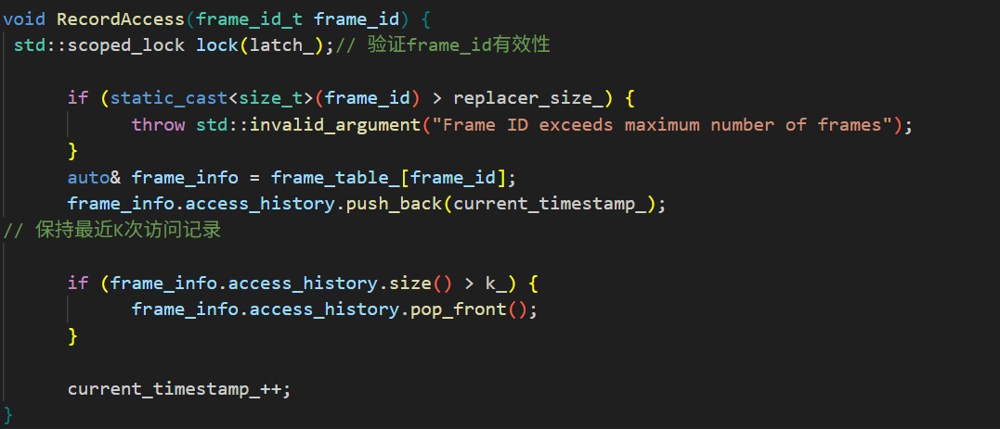 void RecordAccess(frame_id_t frame_id) {
std::scoped_lock lock(latch_);// 验证frame_id有效性
if (static_cast<size_t>(frame_id) > replacer_size_) {
throw std::invalid_argument("Frame ID exceeds maximum number of frames");
}
auto& frame_info = frame_table_[frame_id];
frame_info.access_history.push_back(current_timestamp_);
// 保持最近K次访问记录
if (frame_info.access_history.size() > k_) {
frame_info.access_history.pop_front();
}
current_timestamp_++;
}